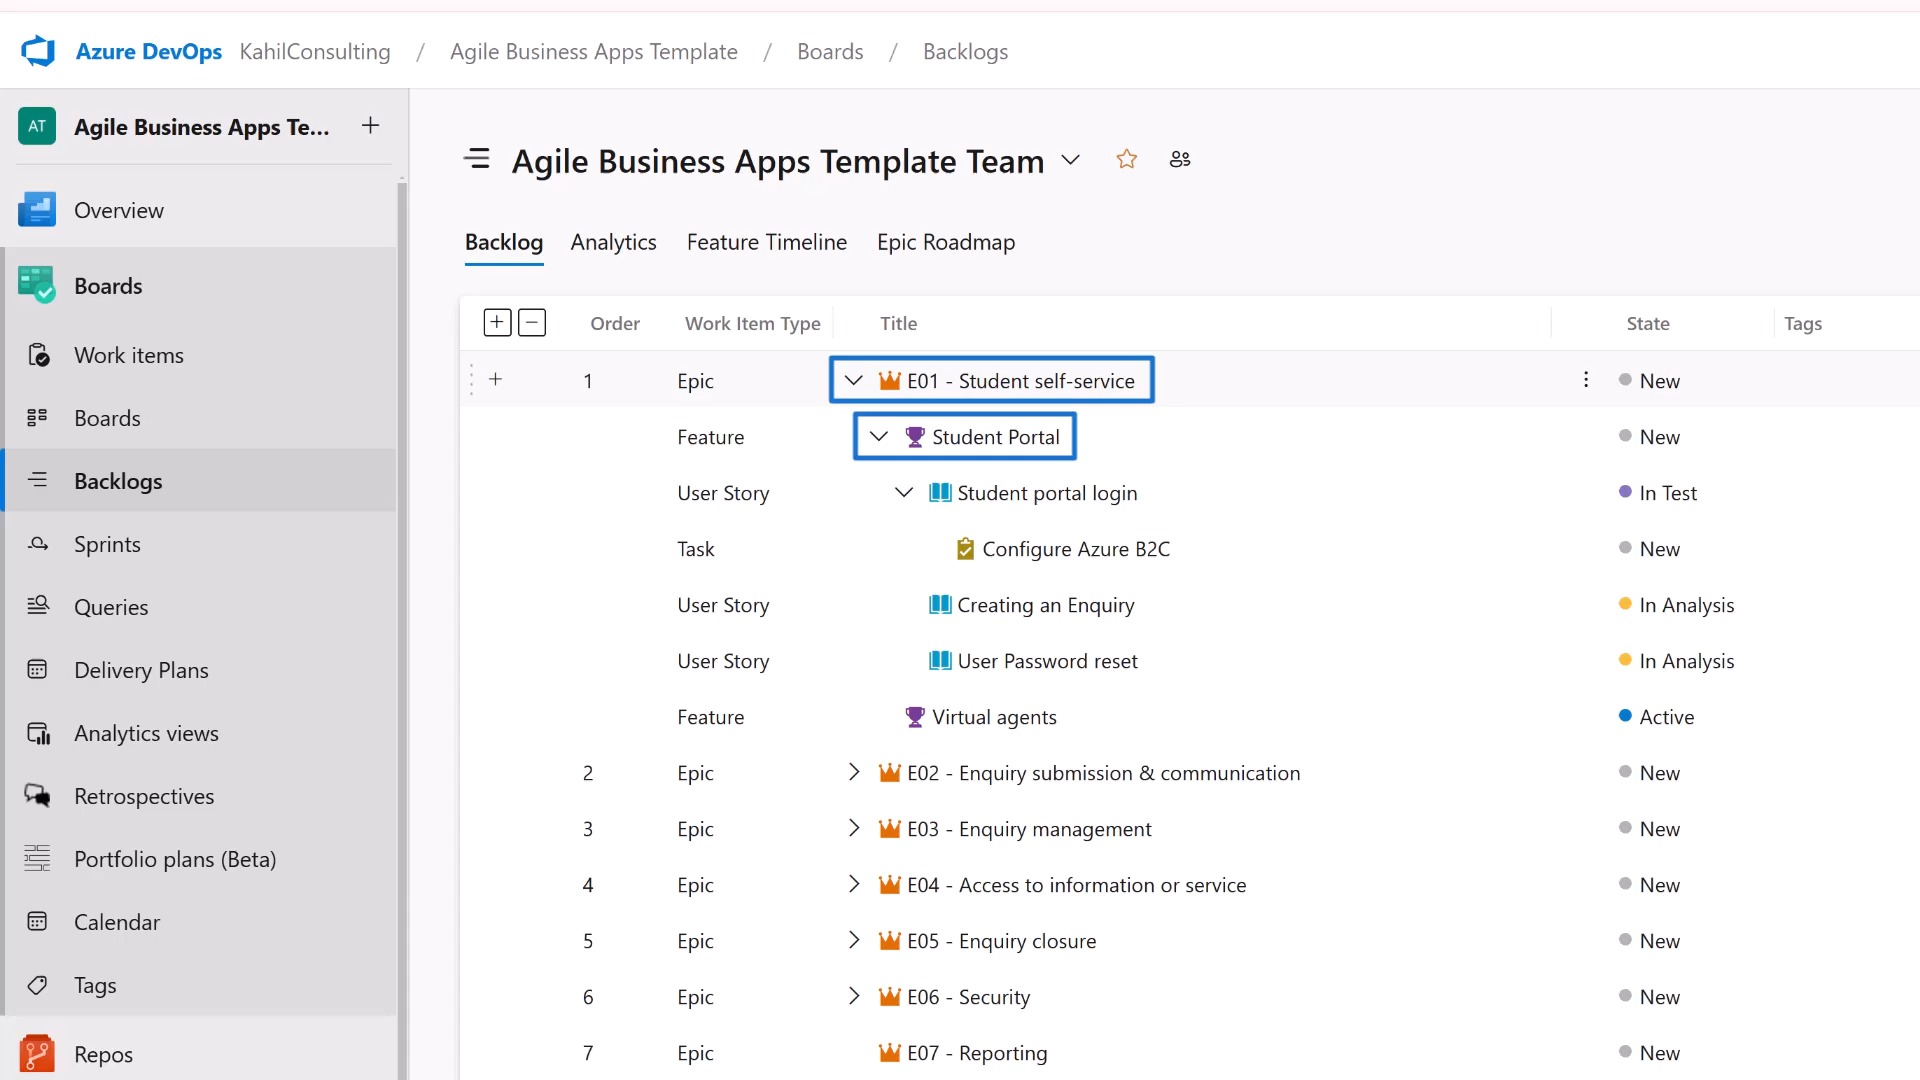 Azure DevOps KahilConsulting / Agile Business Apps Template / Boards / Backlogs
AT Agile Business Apps Te... +
Overview
Boards
Work items
Boards
Backlogs
Sprints
Queries
Delivery Plans
Analytics views
Retrospectives
Portfolio plans (Beta)
Calendar
Tags
Repos
Agile Business Apps Template Team
Backlog Analytics Feature Timeline Epic Roadmap
Order Work Item Type Title State Tags
1 Epic E01 - Student self-service New
Feature Student Portal New
User Story Student portal login In Test
Task Configure Azure B2C New
User Story Creating an Enquiry In Analysis
User Story User Password reset In Analysis
Feature Virtual agents Active
2 Epic E02 - Enquiry submission & communication New
3 Epic E03 - Enquiry management New
4 Epic E04 - Access to information or service New
5 Epic E05 - Enquiry closure New
6 Epic E06 - Security New
7 Epic E07 - Reporting New